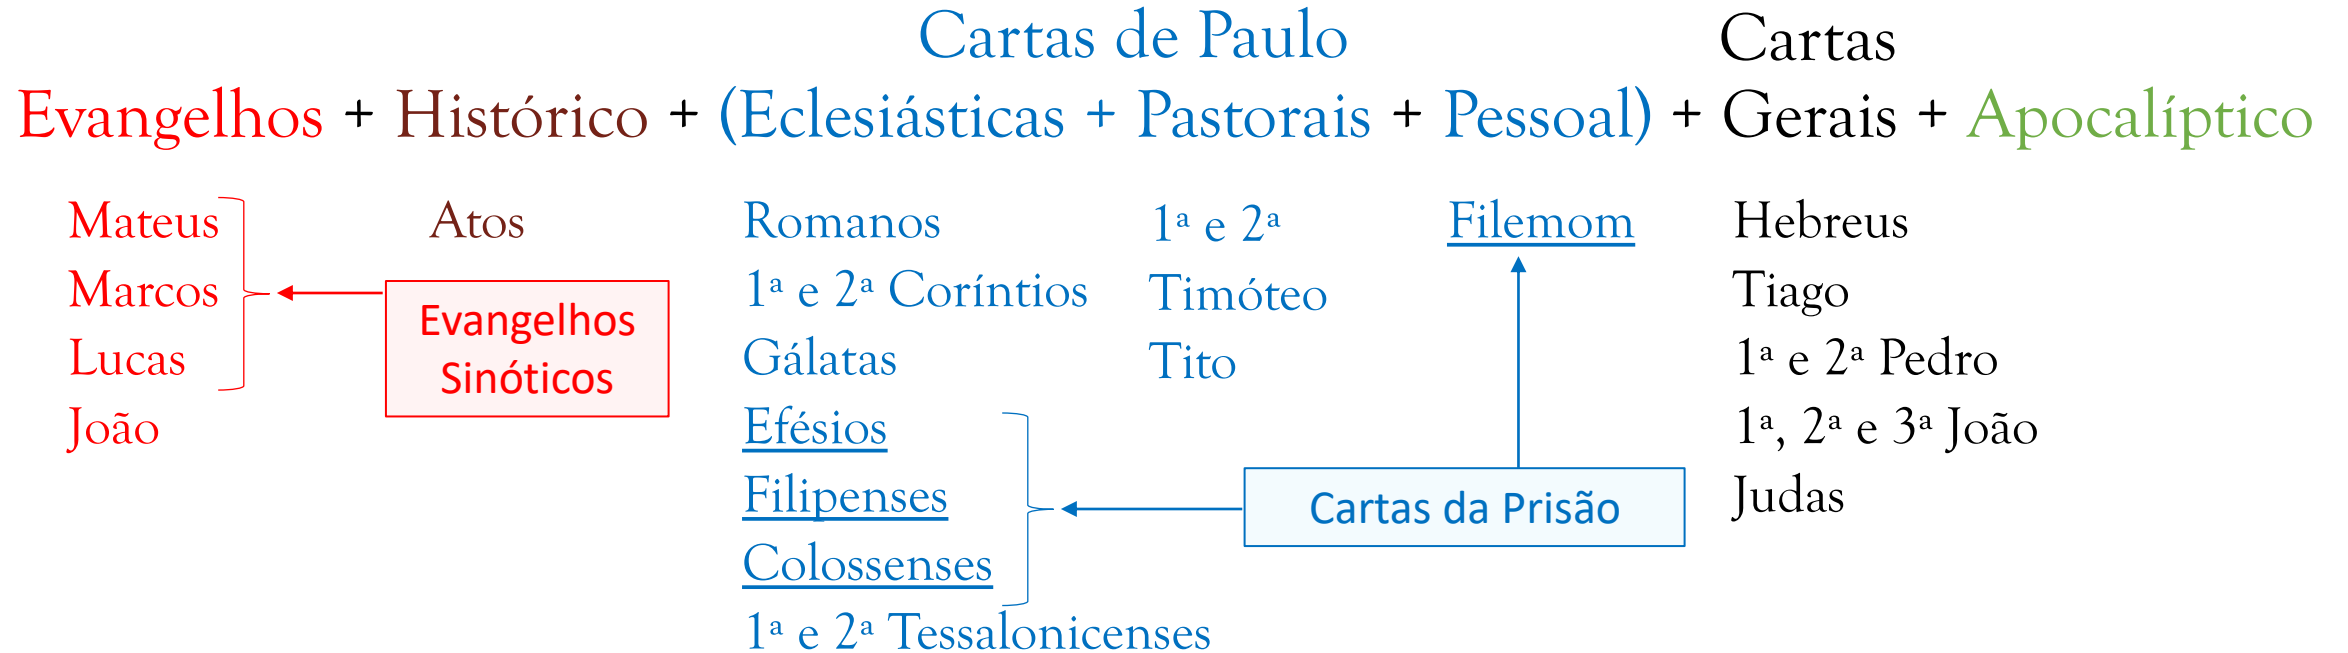 Cartas de Paulo
Cartas
Evangelhos + Histórico + (Eclesiásticas + Pastorais + Pessoal) + Gerais + Apocalíptico
Mateus
Marcos
Lucas
João
Atos
Evangelhos
Sinóticos
Romanos
1ª e 2ª Coríntios
Gálatas
Efésios
Filipenses
Colossenses
1ª e 2ª Tessalonicenses
1ª e 2ª
Timóteo
Tito
Filemom
Cartas da Prisão
Hebreus
Tiago
1ª e 2ª Pedro
1ª, 2ª e 3ª João
Judas